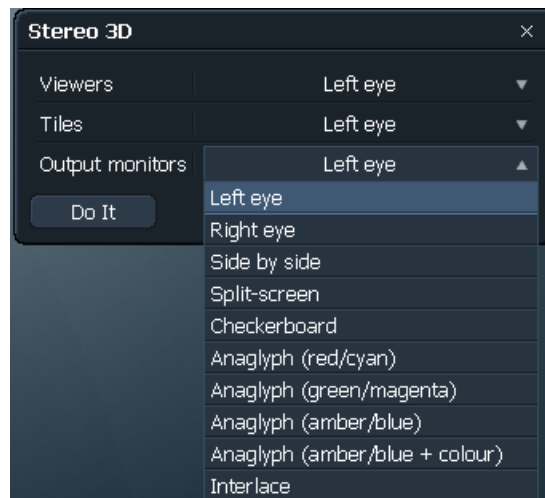 Stereo 3D
Viewers Left eye
Tiles Left eye
Output monitors Left eye
Do It
Left eye
Right eye
Side by side
Split-screen
Checkerboard
Anaglyph (red/cyan)
Anaglyph (green/magenta)
Anaglyph (amber/blue)
Anaglyph (amber/blue + colour)
Interlace